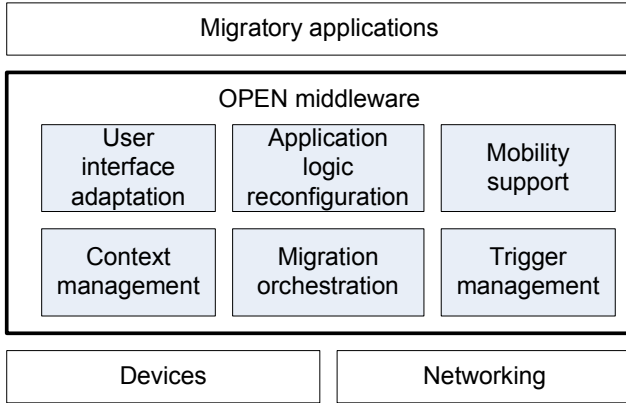 Migratory applications
OPEN middleware
User
interface
adaptation
Application
logic
reconfiguration
Mobility
support
Context
management
Migration
orchestration
Trigger
management
Devices
Networking